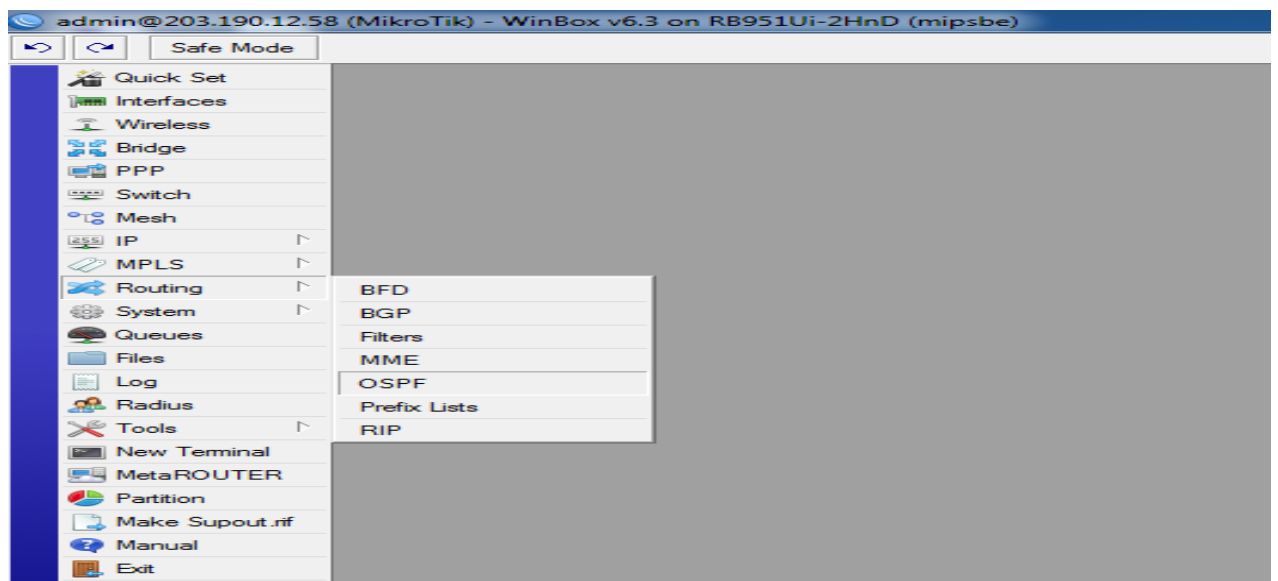 admin@203.190.12.58 (MikroTik) - WinBox v6.3 on RB951Ui-2HnD (mipsbe)
Safe Mode
Quick Set
Interfaces
Wireless
Bridge
PPP
Switch
Mesh
IP
MPLS
Routing
System
Queues
Files
Log
Radius
Tools
New Terminal
MetaROUTER
Partition
Make Supout.rif
Manual
Exit
BFD
BGP
Filters
MME
OSPF
Prefix Lists
RIP